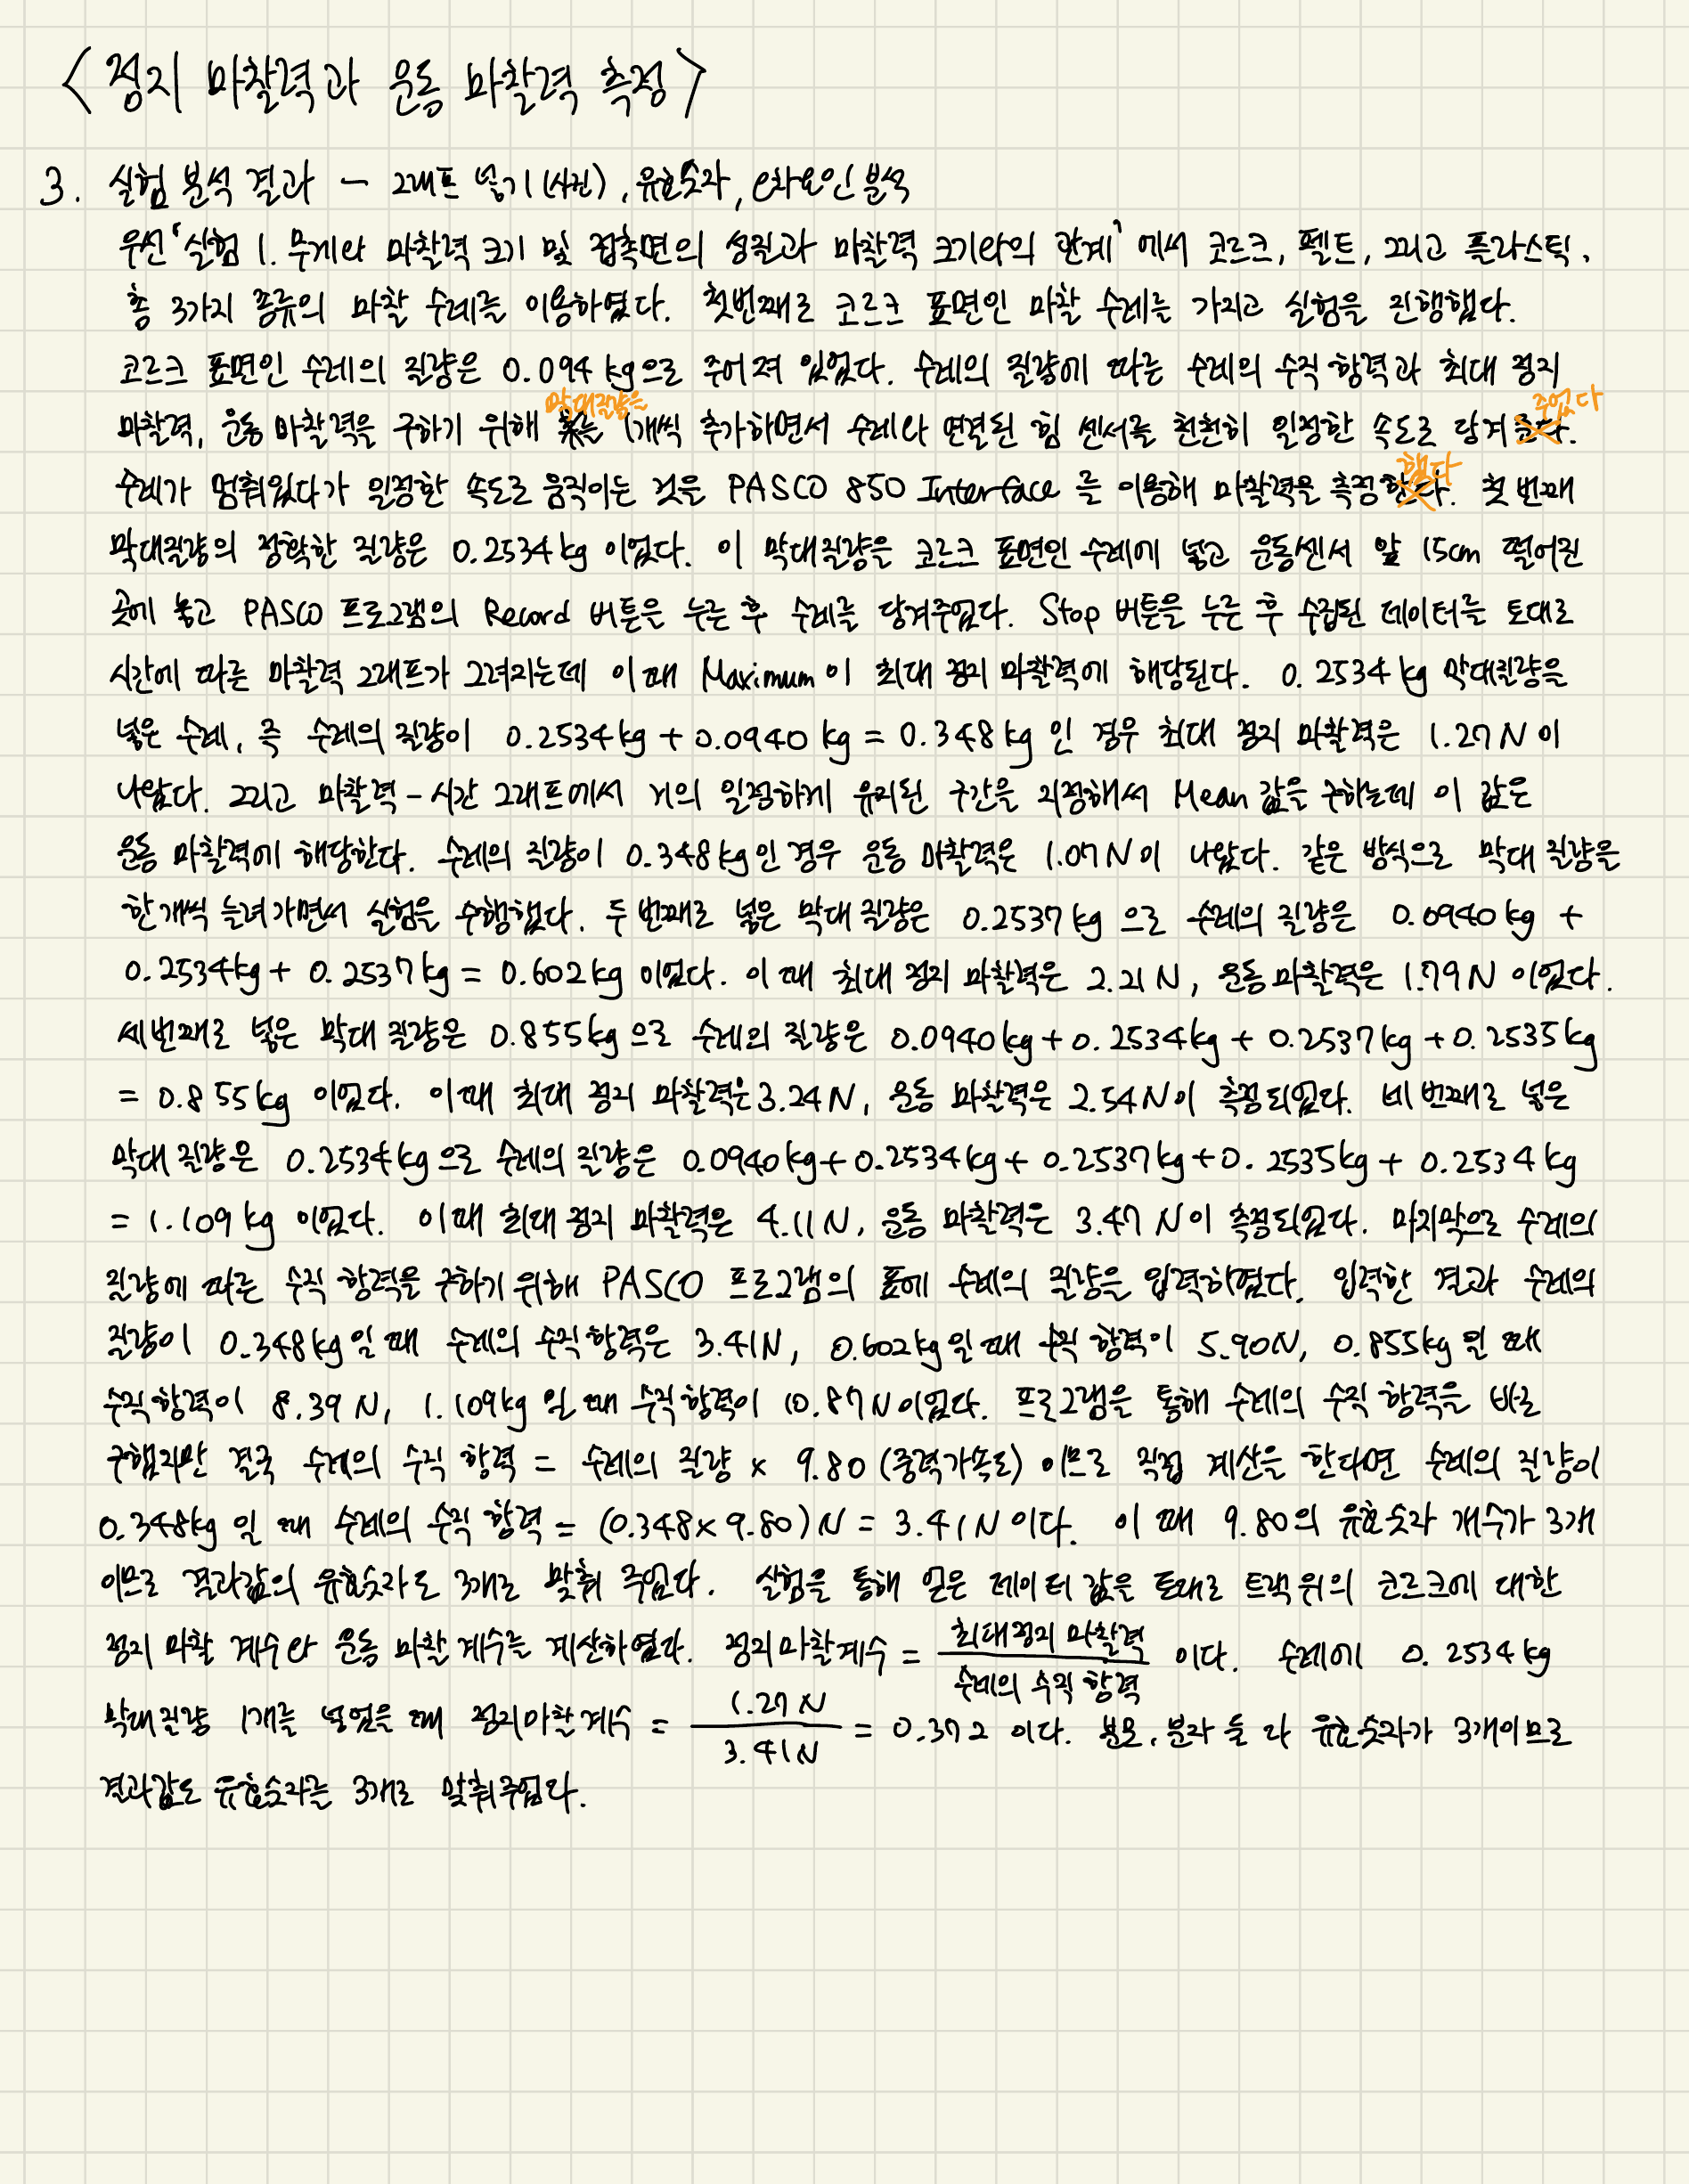 <정지 마찰력과 운동 마찰력 측정>
3. 실험 분석 결과 - 그래프 넣기(사진), 유효숫자, 오차요인 분석
우선 '실험 1. 무게와 마찰력 크기 및 접촉면의 성질과 마찰력 크기와의 관계' 에서 코르크, 펠트, 그리고 플라스틱,
총 3가지 종류의 마찰 수레를 이용하였다. 첫번째로 코르크 표면인 마찰 수레를 가지고 실험을 진행했다.
코르크 표면인 수레의 질량은 0.094 kg으로 주어져 있었다. 수레의 질량에 따른 수레의 수직 항력과 최대 정지
마찰력, 운동 마찰력을 구하기 위해 막대질량을 1개씩 추가하면서 수레와 연결된 힘 센서를 천천히 일정한 속도로 당겨 주었다.
수레가 멈춰있다가 일정한 속도로 움직이는 것을 PASCO 850 Interface 를 이용해 마찰력을 측정 했다. 첫 번째
막대질량의 정확한 질량은 0.2534 kg 이었다. 이 막대질량을 코르크 표면인 수레에 넣고 운동센서 앞 15cm 떨어진
곳에 놓고 PASCO 프로그램의 Record 버튼을 누른 후 수레를 당겨주었다. Stop 버튼을 누른 후 수집된 데이터를 토대로
시간에 따른 마찰력 그래프가 그려지는데 이 때 Maximum이 최대 정지 마찰력에 해당된다. 0.2534 kg 막대질량을
넣은 수레, 즉 수레의 질량이 0.2534 kg + 0.0940 kg = 0.348 kg 인 경우 최대 정지 마찰력은 1.27 N 이
나왔다. 그리고 마찰력 - 시간 그래프에서 거의 일정하게 유지된 구간을 지정해서 Mean 값을 구하는데 이 값은
운동 마찰력에 해당한다. 수레의 질량이 0.348 kg인 경우 운동 마찰력은 1.07 N 이 나왔다. 같은 방식으로 막대 질량을
한 개씩 늘려가면서 실험을 수행했다. 두 번째로 넣은 막대 질량은 0.2537 kg 으로 수레의 질량은 0.0940 kg +
0.2534kg + 0.2537 kg = 0.602 kg 이었다. 이 때 최대 정지 마찰력은 2.21 N, 운동 마찰력은 1.79 N 이었다.
세번째로 넣은 막대 질량은 0.855 kg 으로 수레의 질량은 0.0940 kg + 0.2534 kg + 0.2537 kg + 0.2535 kg
= 0.855 kg 이었다. 이때 최대 정지 마찰력은 3.24 N, 운동 마찰력은 2.54 N이 측정되었다. 네 번째로 넣은
막대 질량은 0.2534 kg 으로 수레의 질량은 0.0940 kg + 0.2534 kg + 0.2537 kg + 0.2535 kg + 0.2534 kg
= 1.109 kg 이었다. 이 때 최대 정지 마찰력은 4.11 N, 운동 마찰력은 3.47 N이 측정되었다. 마지막으로 수레의
질량에 따른 수직 항력을 구하기 위해 PASCO 프로그램의 표에 수레의 질량을 입력하였다. 입력한 결과 수레의
질량이 0.348 kg 일 때 수레의 수직항력은 3.41N, 0.602kg 일 때 수직 항력이 5.90N, 0.855kg 일 때
수직항력이 8.39 N, 1.109kg 일 때 수직항력이 10.87 N 이었다. 프로그램을 통해 수레의 수직 항력을 바로
구했지만 결국 수레의 수직 항력 = 수레의 질량 × 9.80 (중력가속도) 이므로 직접 계산을 한다면 수레의 질량이
0.348kg 일 때 수레의 수직 항력 = (0.348 × 9.80) N = 3.41 N 이다. 이 때 9.80의 유효숫자 개수가 3개
이므로 결과값의 유효숫자도 3개로 맞춰 주었다. 실험을 통해 얻은 데이터 값을 토대로 트랙 위의 코르크에 대한
정지 마찰 계수와 운동 마찰 계수를 계산하였다. 정지마찰계수 = 최대정지 마찰력 / 수레의 수직 항력 이다. 수레에 0.2534 kg
막대질량 1개를 넣었을 때 정지마찰계수 = 1.27 N / 3.41 N = 0.372 이다. 분모, 분자 둘 다 유효숫자가 3개이므로
결과값도 유효숫자를 3개로 맞춰주었다.